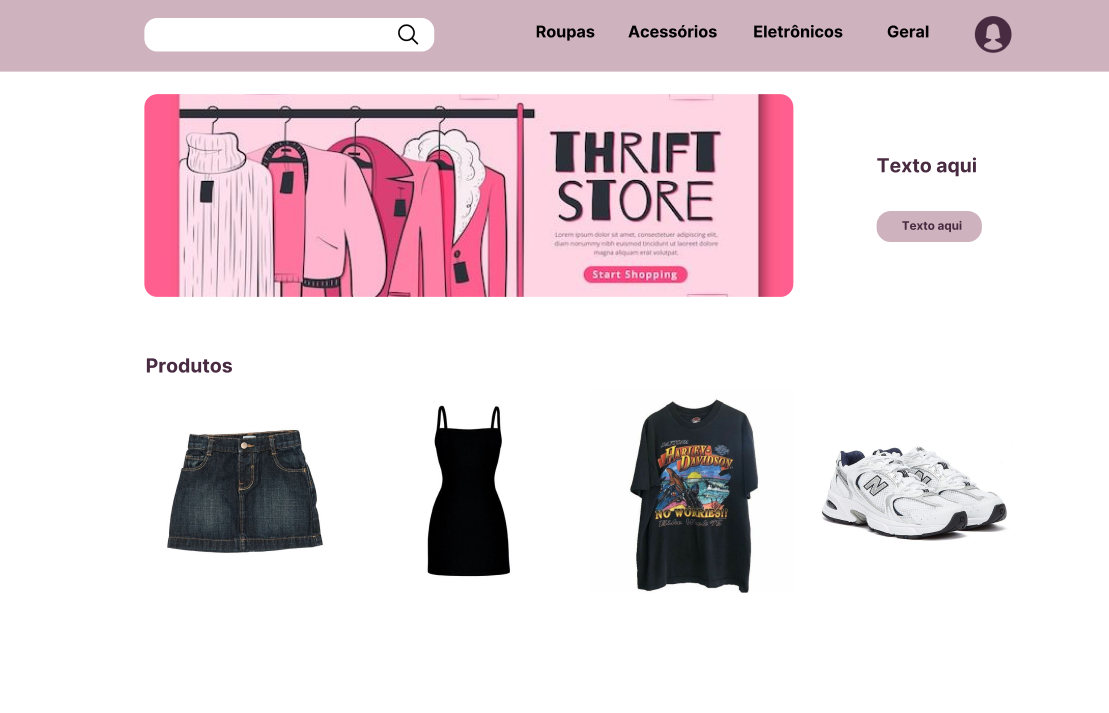 Roupas Acessórios Eletrônicos Geral
THRIFT
STORE
Lorem ipsum dolor sit amet, consectetuer adipiscing elit,
diam nonummy nibh euismod tincidunt ut laoreet dolore
magna aliquam erat volutpat.
Start Shopping
Texto aqui
Texto aqui
Produtos
HARLEY
DAVIDSON
NO WORRIES!!
N
N